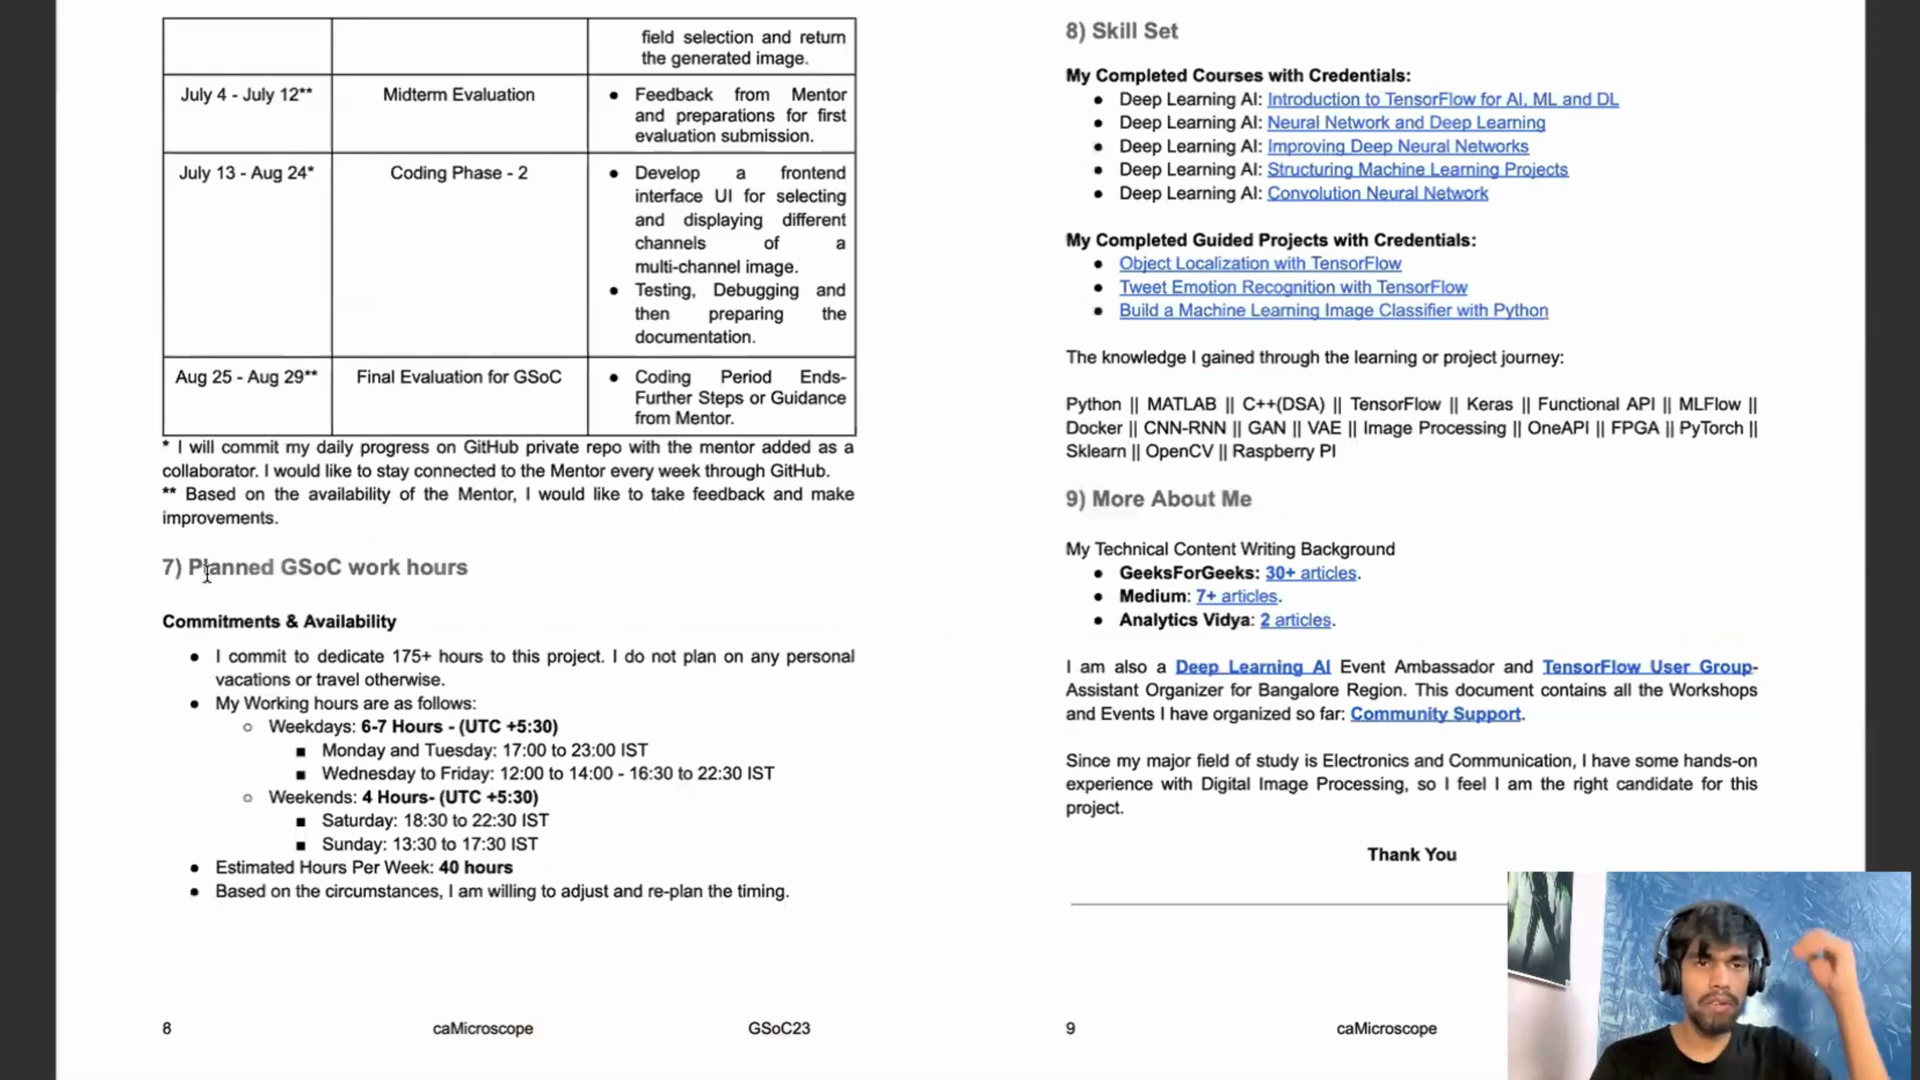 field selection and return
the generated image.
July 4 - July 12**
Midterm Evaluation
● Feedback from Mentor
and preparations for first
evaluation submission.
July 13 - Aug 24*
Coding Phase - 2
● Develop a frontend
interface UI for selecting
and displaying different
channels of a
multi-channel image.
● Testing, Debugging and
then preparing the
documentation.
Aug 25 - Aug 29**
Final Evaluation for GSoC
● Coding Period Ends-
Further Steps or Guidance
from Mentor.
* I will commit my daily progress on GitHub private repo with the mentor added as a
collaborator. I would like to stay connected to the Mentor every week through GitHub.
** Based on the availability of the Mentor, I would like to take feedback and make
improvements.
7) Planned GSoC work hours
Commitments & Availability
● I commit to dedicate 175+ hours to this project. I do not plan on any personal
vacations or travel otherwise.
● My Working hours are as follows:
○ Weekdays: 6-7 Hours - (UTC +5:30)
■ Monday and Tuesday: 17:00 to 23:00 IST
■ Wednesday to Friday: 12:00 to 14:00 - 16:30 to 22:30 IST
○ Weekends: 4 Hours- (UTC +5:30)
■ Saturday: 18:30 to 22:30 IST
■ Sunday: 13:30 to 17:30 IST
● Estimated Hours Per Week: 40 hours
● Based on the circumstances, I am willing to adjust and re-plan the timing.
8 caMicroscope GSoC23
8) Skill Set
My Completed Courses with Credentials:
● Deep Learning AI: Introduction to TensorFlow for AI, ML and DL
● Deep Learning AI: Neural Network and Deep Learning
● Deep Learning AI: Improving Deep Neural Networks
● Deep Learning AI: Structuring Machine Learning Projects
● Deep Learning AI: Convolution Neural Network
My Completed Guided Projects with Credentials:
● Object Localization with TensorFlow
● Tweet Emotion Recognition with TensorFlow
● Build a Machine Learning Image Classifier with Python
The knowledge I gained through the learning or project journey:
Python || MATLAB || C++(DSA) || TensorFlow || Keras || Functional API || MLFlow ||
Docker || CNN-RNN || GAN || VAE || Image Processing || OneAPI || FPGA || PyTorch ||
Sklearn || OpenCV || Raspberry PI
9) More About Me
My Technical Content Writing Background
● GeeksForGeeks: 30+ articles.
● Medium: 7+ articles.
● Analytics Vidya: 2 articles.
I am also a Deep Learning AI Event Ambassador and TensorFlow User Group-
Assistant Organizer for Bangalore Region. This document contains all the Workshops
and Events I have organized so far: Community Support.
Since my major field of study is Electronics and Communication, I have some hands-on
experience with Digital Image Processing, so I feel I am the right candidate for this
project.
Thank You
9 caMicroscope